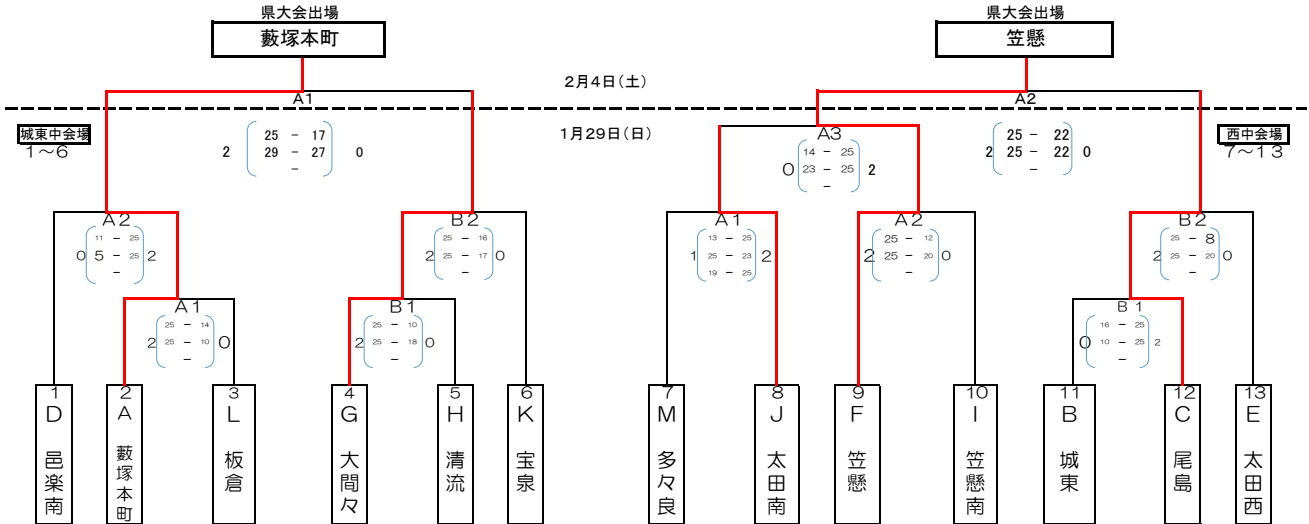 県大会出場 県大会出場
藪塚本町 笠懸
2月4日(土)
A1 A2
城東中会場 1月29日(日) 西中会場
1~6 7~13
25 - 17
2 29 - 27 0
-
A3
14 - 25
0 23 - 25 2
-
25 - 22
2 25 - 22 0
-
A2
11 - 25
0 5 - 25 2
-
B2
25 - 16
2 25 - 17 0
-
A1
13 - 25
1 25 - 23 2
19 - 25
A2
25 - 12
2 25 - 20 0
-
B2
25 - 8
2 25 - 20 0
-
A1
25 - 14
2 25 - 10 0
-
B1
25 - 10
2 25 - 18 0
-
B1
16 - 25
0 10 - 25 2
-
1 2 3 4 5 6 7 8 9 10 11 12 13
D A L G H K M J F I B C E
邑楽南
藪塚本町
板倉
大間々
清流
宝泉
多々良
太田南
笠懸
笠懸南
城東
尾島
太田西